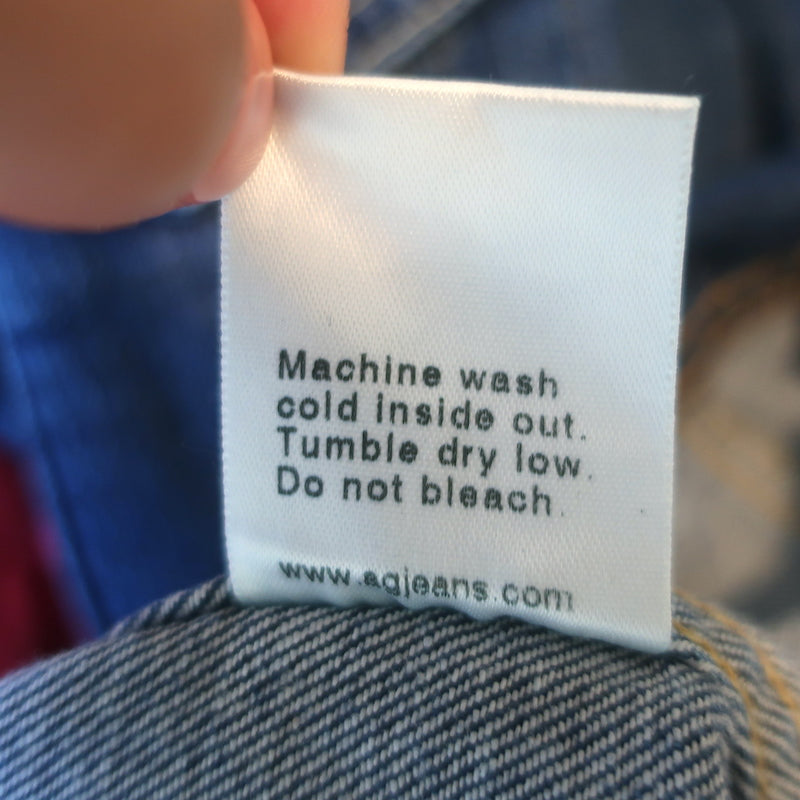 Machine wash
cold inside out.
Tumble dry low.
Do not bleach.
www.agjeans.com